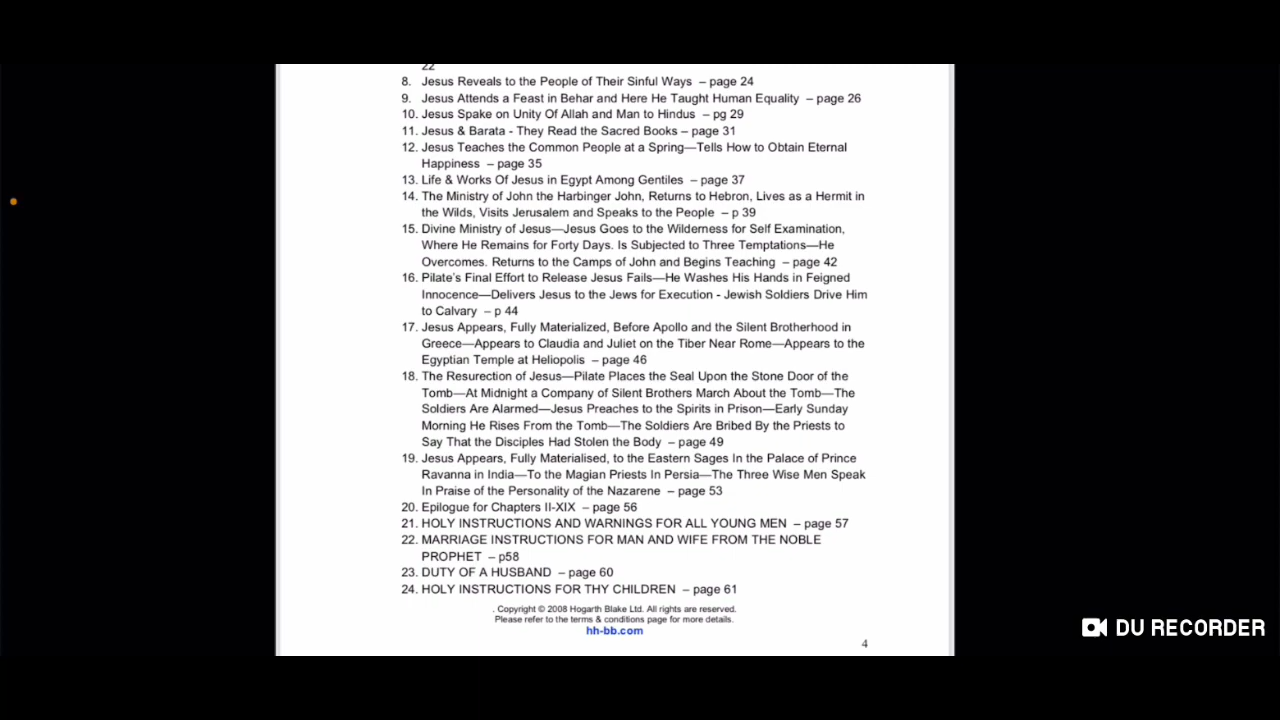 22
8. Jesus Reveals to the People of Their Sinful Ways – page 24
9. Jesus Attends a Feast in Behar and Here He Taught Human Equality – page 26
10. Jesus Spake on Unity Of Allah and Man to Hindus – pg 29
11. Jesus & Barata - They Read the Sacred Books – page 31
12. Jesus Teaches the Common People at a Spring—Tells How to Obtain Eternal
Happiness – page 35
13. Life & Works Of Jesus in Egypt Among Gentiles – page 37
14. The Ministry of John the Harbinger John, Returns to Hebron, Lives as a Hermit in
the Wilds, Visits Jerusalem and Speaks to the People – p 39
15. Divine Ministry of Jesus—Jesus Goes to the Wilderness for Self Examination,
Where He Remains for Forty Days. Is Subjected to Three Temptations—He
Overcomes. Returns to the Camps of John and Begins Teaching – page 42
16. Pilate's Final Effort to Release Jesus Fails—He Washes His Hands in Feigned
Innocence—Delivers Jesus to the Jews for Execution - Jewish Soldiers Drive Him
to Calvary – p 44
17. Jesus Appears, Fully Materialized, Before Apollo and the Silent Brotherhood in
Greece—Appears to Claudia and Juliet on the Tiber Near Rome—Appears to the
Egyptian Temple at Heliopolis – page 46
18. The Resurection of Jesus—Pilate Places the Seal Upon the Stone Door of the
Tomb—At Midnight a Company of Silent Brothers March About the Tomb—The
Soldiers Are Alarmed—Jesus Preaches to the Spirits in Prison—Early Sunday
Morning He Rises From the Tomb—The Soldiers Are Bribed By the Priests to
Say That the Disciples Had Stolen the Body – page 49
19. Jesus Appears, Fully Materialised, to the Eastern Sages In the Palace of Prince
Ravanna in India—To the Magian Priests In Persia—The Three Wise Men Speak
In Praise of the Personality of the Nazarene – page 53
20. Epilogue for Chapters II-XIX – page 56
21. HOLY INSTRUCTIONS AND WARNINGS FOR ALL YOUNG MEN – page 57
22. MARRIAGE INSTRUCTIONS FOR MAN AND WIFE FROM THE NOBLE
PROPHET – p58
23. DUTY OF A HUSBAND – page 60
24. HOLY INSTRUCTIONS FOR THY CHILDREN – page 61
. Copyright © 2008 Hogarth Blake Ltd. All rights are reserved.
Please refer to the terms & conditions page for more details.
hh-bb.com
4
DU RECORDER